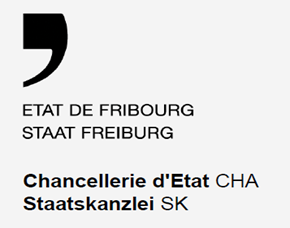 ETAT DE FRIBOURG
STAAT FREIBURG
Chancellerie d'Etat CHA
Staatskanzlei SK